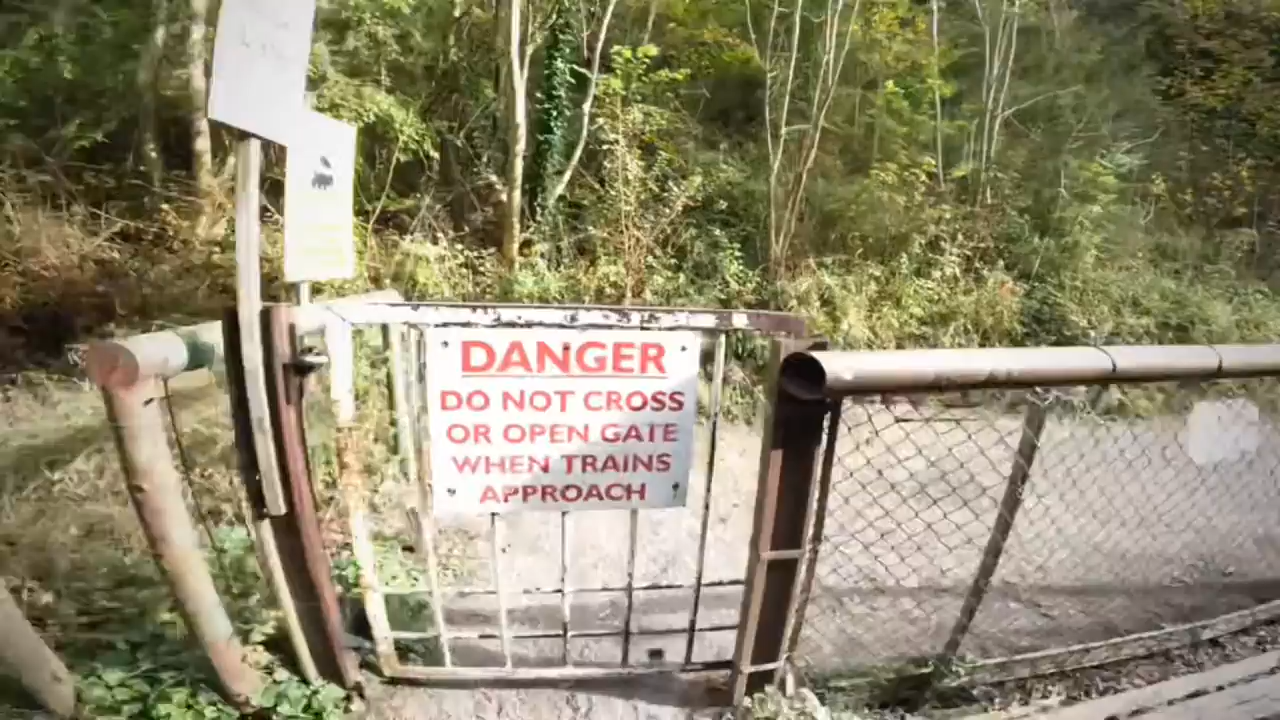 DANGER
DO NOT CROSS
OR OPEN GATE
WHEN TRAINS
APPROACH